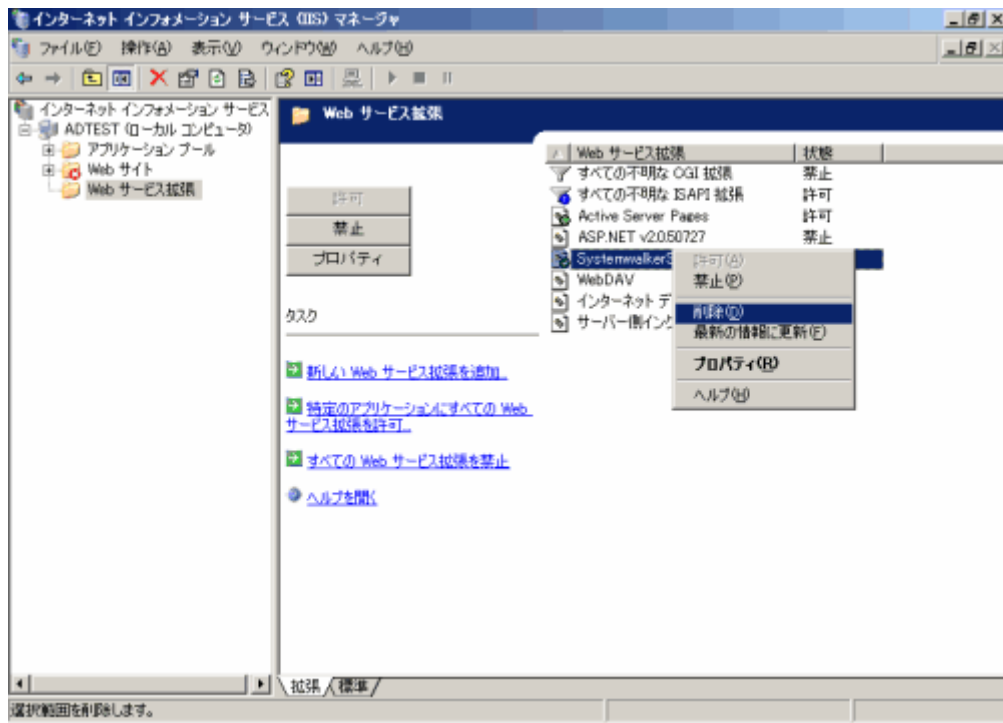 インターネット インフォメーション サービス (IIS) マネージャ
ファイル(F) 操作(A) 表示(V) ウィンドウ(W) ヘルプ(H)
インターネット インフォメーション サービス
ADTEST (ローカル コンピュータ)
アプリケーション プール
Web サイト
Web サービス拡張
Web サービス拡張
許可
禁止
プロパティ
タスク
新しい Web サービス拡張を追加...
特定のアプリケーションにすべての Web
サービス拡張を許可...
すべての Web サービス拡張を禁止
ヘルプを開く
Web サービス拡張 状態
すべての不明な CGI 拡張 禁止
すべての不明な ISAPI 拡張 許可
Active Server Pages 許可
ASP.NET v2.0.50727 禁止
SystemwalkerS
WebDAV
インターネット デ
サーバー側インク
許可(A)
禁止(P)
削除(D)
最新の情報に更新(F)
プロパティ(R)
ヘルプ(H)
拡張 標準
選択範囲を削除します。